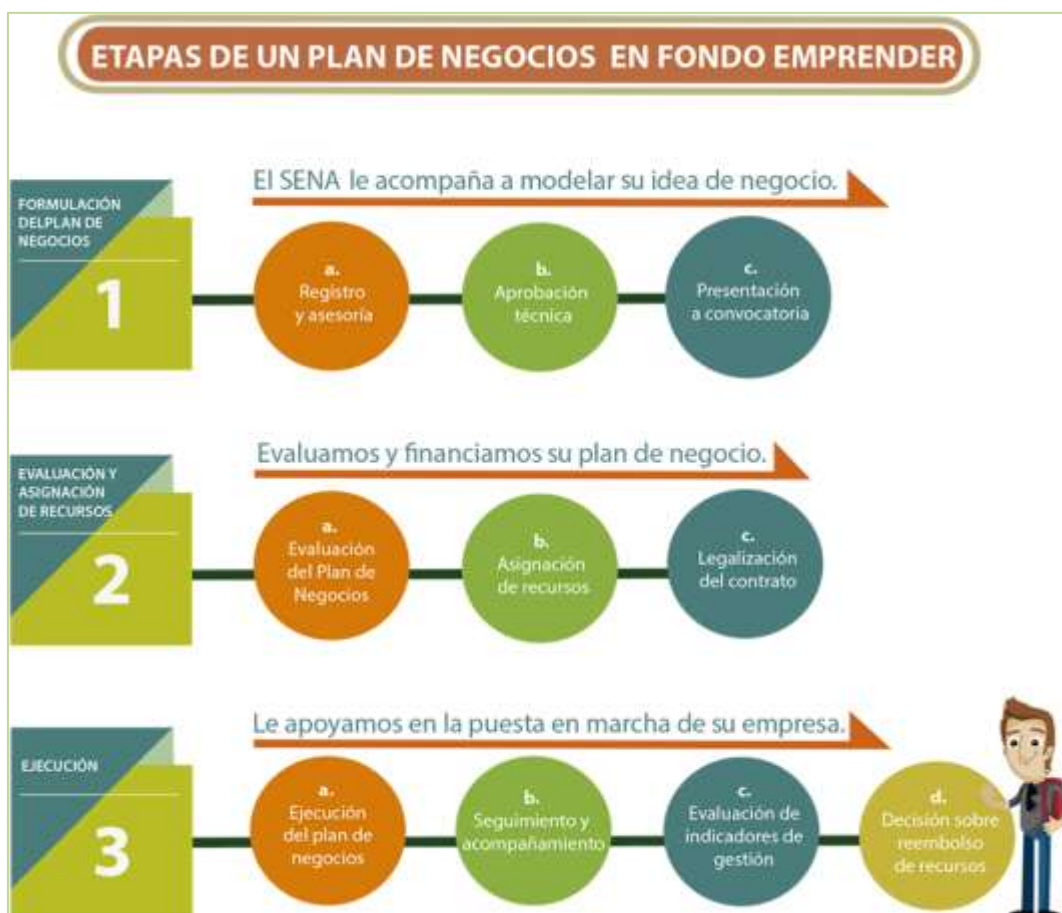 ETAPAS DE UN PLAN DE NEGOCIOS EN FONDO EMPRENDER
El SENA le acompaña a modelar su idea de negocio.
FORMULACIÓN
DELPLAN DE
NEGOCIOS
1
a.
Registro
y asesoría
b.
Aprobación
técnica
c.
Presentación
a convocatoria
Evaluamos y financiamos su plan de negocio.
EVALUACIÓN Y
ASIGNACIÓN
DE RECURSOS
2
a.
Evaluación
del Plan de
Negocios
b.
Asignación
de recursos
c.
Legalización
del contrato
Le apoyamos en la puesta en marcha de su empresa.
EJECUCIÓN
3
a.
Ejecución
del plan de
negocios
b.
Seguimiento y
acompañamiento
c.
Evaluación de
indicadores de
gestión
d.
Decisión sobre
reembolso
de recursos